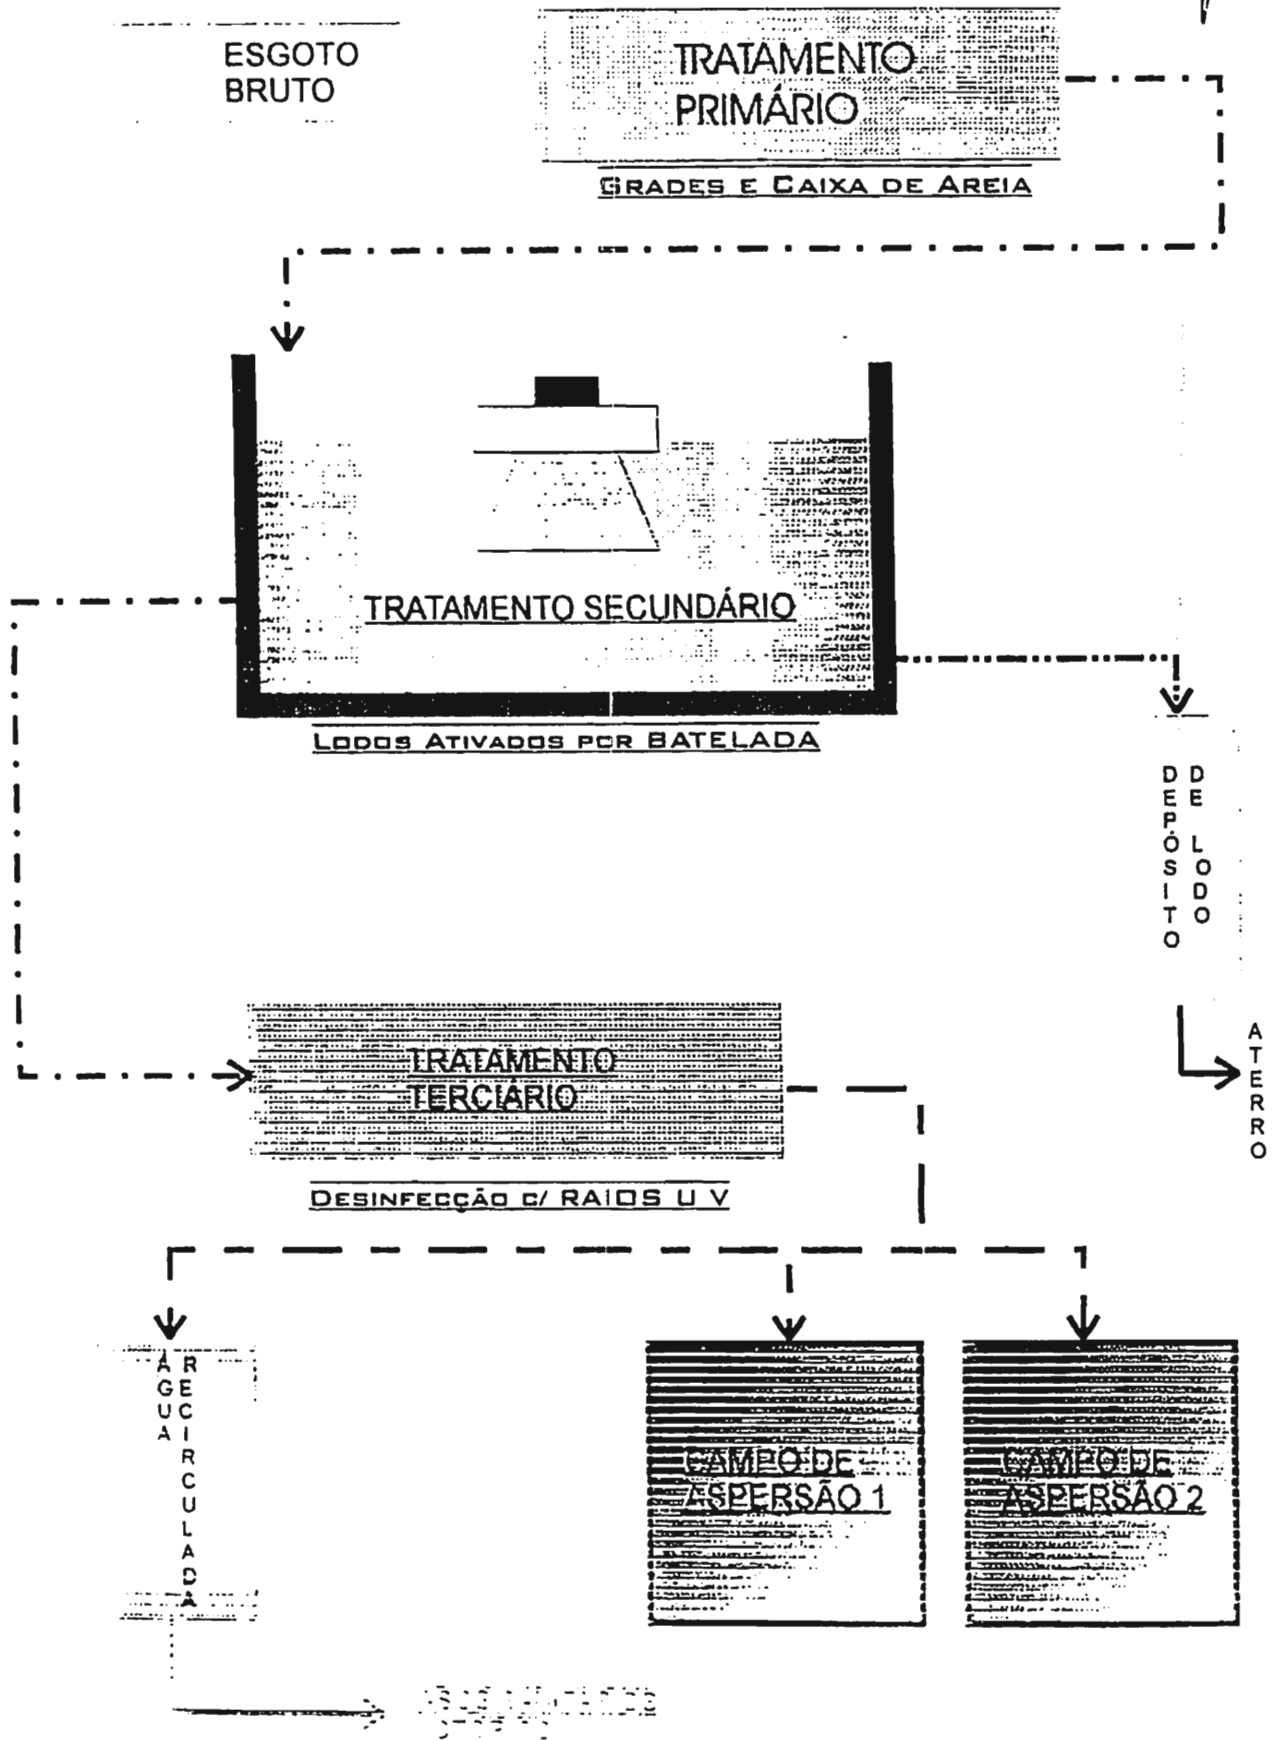 ESGOTO
BRUTO
TRATAMENTO
PRIMÁRIO
GRADES E CAIXA DE AREIA
TRATAMENTO SECUNDÁRIO
LODOS ATIVADOS POR BATELADA
DEPÓSITO
DE LODO
ATERRO
TRATAMENTO
TERCIÁRIO
DESINFECÇÃO C/ RAIOS U V
ÁGUA
RECIRCULADA
CAMPO DE
ASPERSÃO 1
CAMPO DE
ASPERSÃO 2